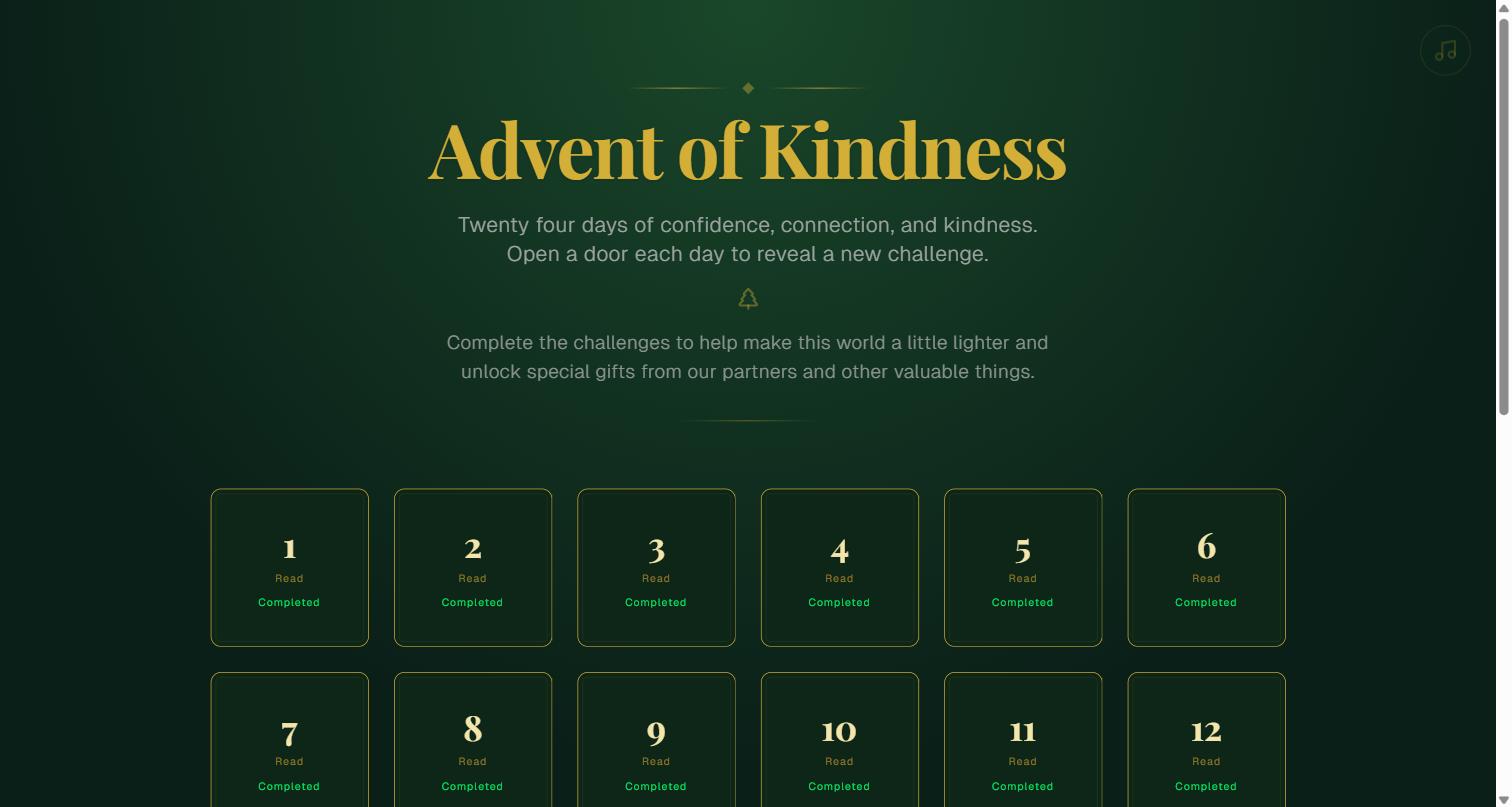 Advent of Kindness
Twenty four days of confidence, connection, and kindness.
Open a door each day to reveal a new challenge.
Complete the challenges to help make this world a little lighter and
unlock special gifts from our partners and other valuable things.
1 2 3 4 5 6
Read Read Read Read Read Read
Completed Completed Completed Completed Completed Completed
7 8 9 10 11 12
Read Read Read Read Read Read
Completed Completed Completed Completed Completed Completed